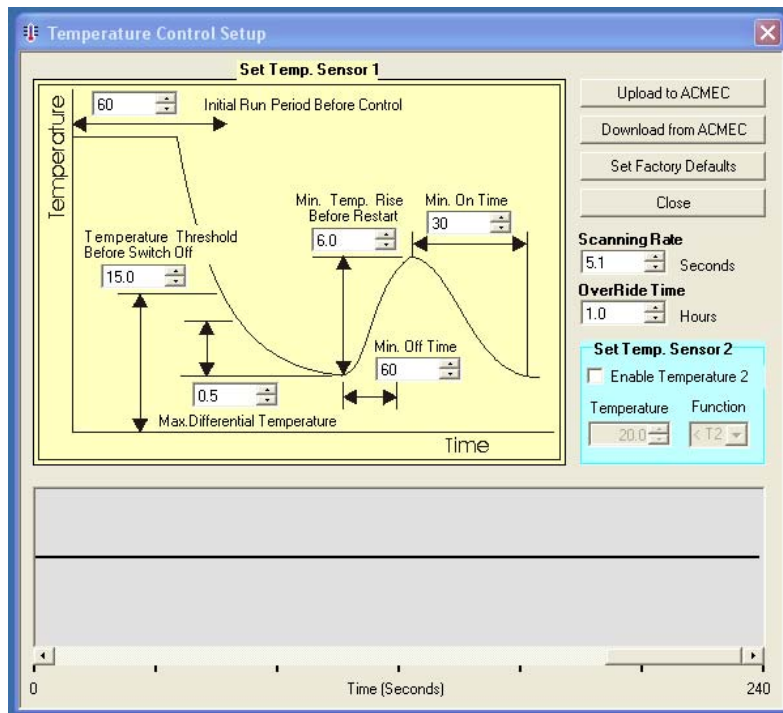 Temperature Control Setup
Set Temp. Sensor 1
Temperature
60
Initial Run Period Before Control
Temperature Threshold
Before Switch Off
15.0
0.5
Max.Differential Temperature
Min. Temp. Rise
Before Restart
6.0
Min. On Time
30
Min. Off Time
60
Time
Upload to ACMEC
Download from ACMEC
Set Factory Defaults
Close
Scanning Rate
5.1 Seconds
OverRide Time
1.0 Hours
Set Temp. Sensor 2
Enable Temperature 2
Temperature Function
20.0 < T2
0 Time (Seconds) 240